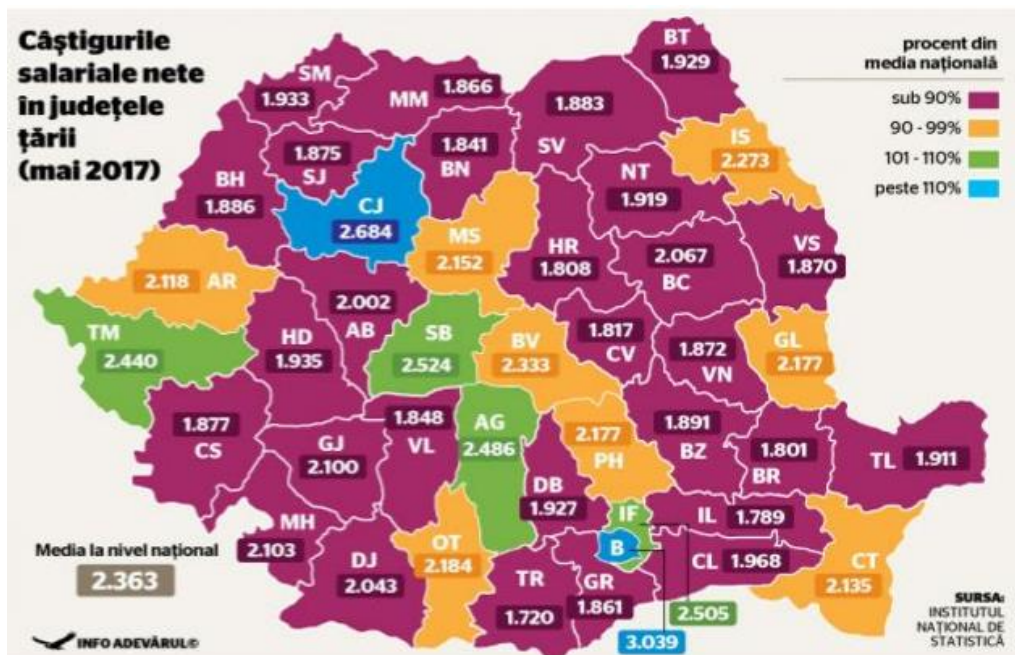 Câștigurile
salariale nete
în județele
țării
(mai 2017)
procent din
media națională
sub 90%
90 - 99%
101 - 110%
peste 110%
BT
1.929
SM
1.933
MM
1.866
1.883
SV
IS
2.273
1.875
SJ
1.841
BN
NT
1.919
BH
1.886
CJ
2.684
MS
2.152
HR
1.808
2.067
BC
VS
1.870
2.118 AR
2.002
AB
TM
2.440
HD
1.935
SB
2.524
BV
2.333
1.817
CV
1.872
VN
GL
2.177
1.877
CS
GJ
2.100
1.848
VL
AG
2.486
2.177
PH
1.891
BZ
1.801
BR
TL 1.911
DB
1.927
MH
2.103
IF
IL 1.789
B
CL 1.968
CT
2.135
DJ
2.043
OT
2.184
TR
1.720
GR
1.861
2.505
3.039
Media la nivel național
2.363
INFO ADEVĂRUL©
SURSA:
INSTITUTUL
NAȚIONAL DE
STATISTICĂ